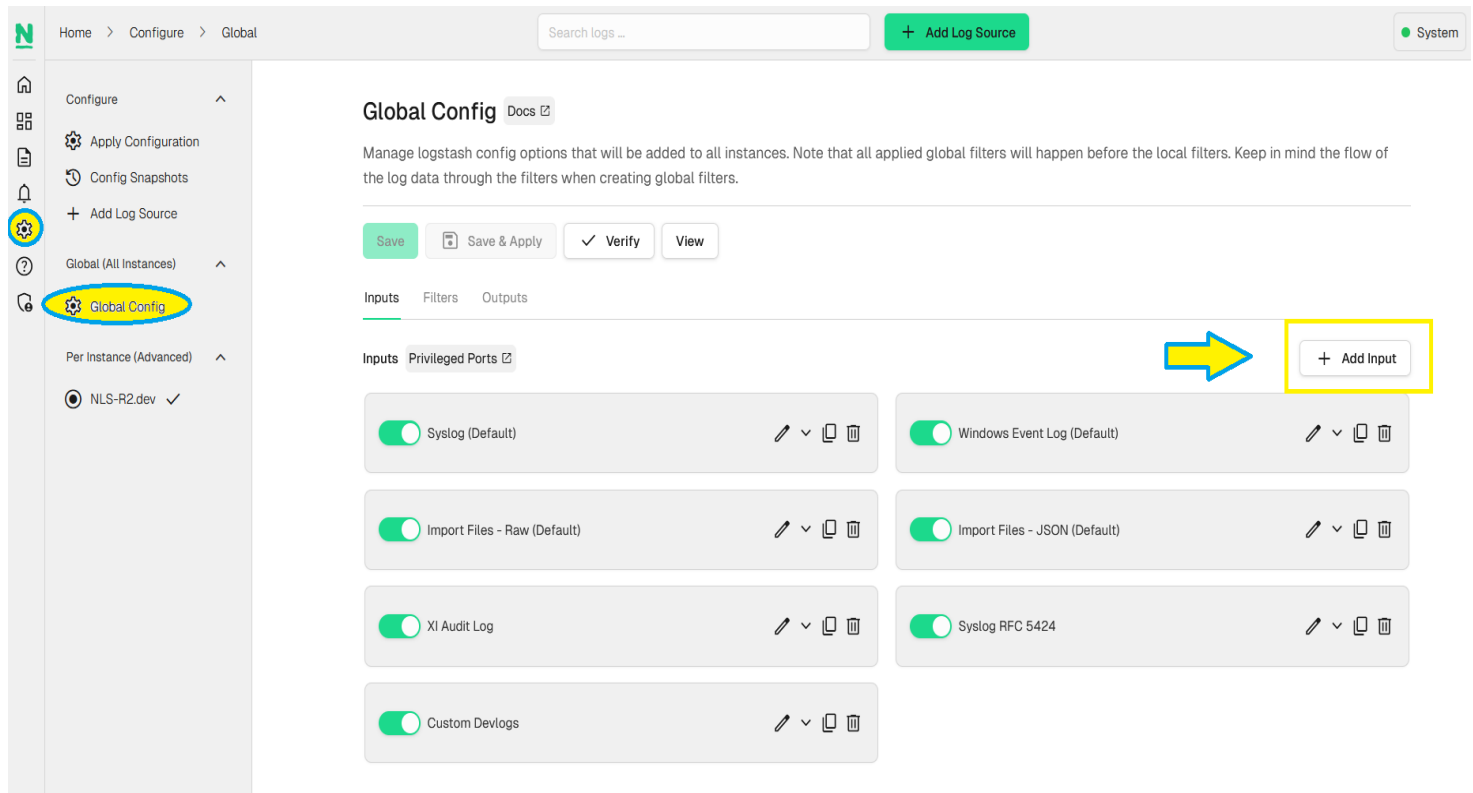 N
Home > Configure > Global
Search logs ...
+ Add Log Source
System
Configure
Apply Configuration
Config Snapshots
+ Add Log Source
Global (All Instances)
Global Config
Per Instance (Advanced)
NLS-R2.dev
Global Config Docs
Manage logstash config options that will be added to all instances. Note that all applied global filters will happen before the local filters. Keep in mind the flow of
the log data through the filters when creating global filters.
Save Save & Apply Verify View
Inputs Filters Outputs
Inputs Privileged Ports
+ Add Input
Syslog (Default)
Windows Event Log (Default)
Import Files - Raw (Default)
Import Files - JSON (Default)
XI Audit Log
Syslog RFC 5424
Custom Devlogs